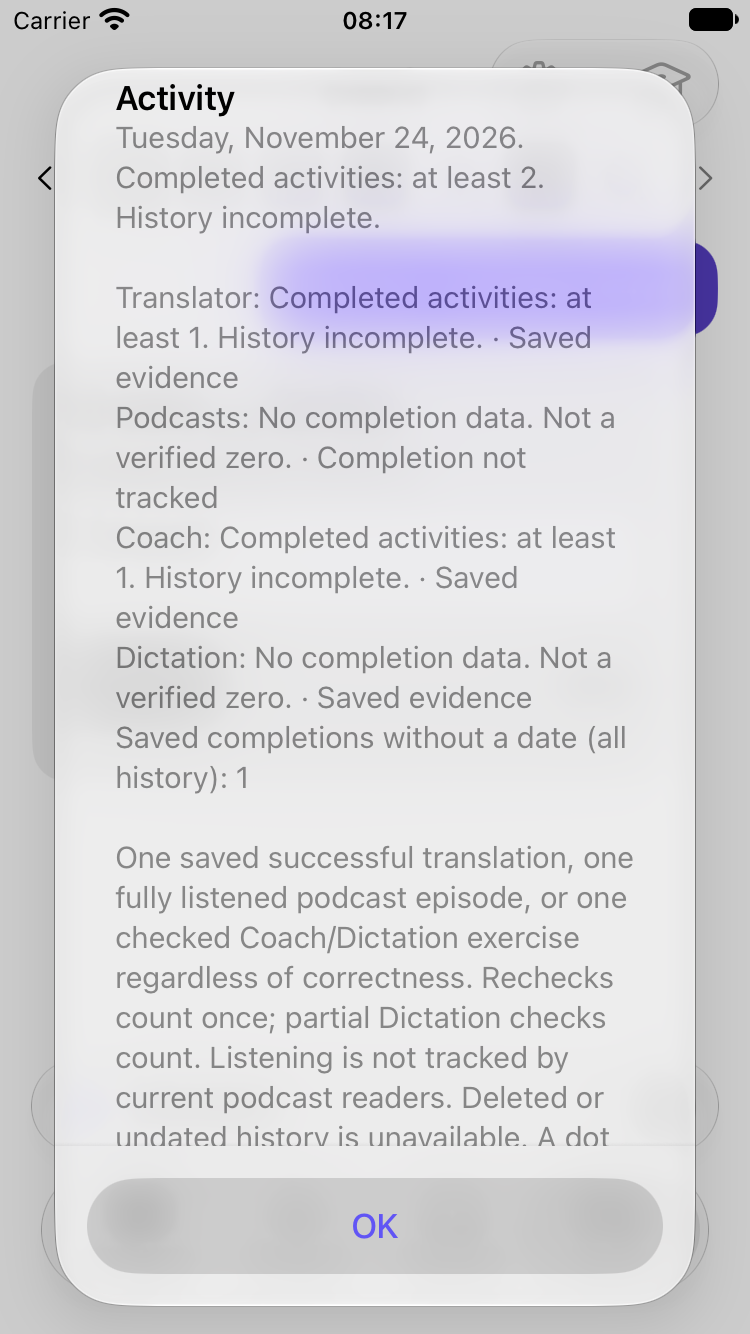 Carrier
08:17
Activity
Tuesday, November 24, 2026.
Completed activities: at least 2.
History incomplete.
Translator: Completed activities: at
least 1. History incomplete. · Saved
evidence
Podcasts: No completion data. Not a
verified zero. · Completion not
tracked
Coach: Completed activities: at least
1. History incomplete. · Saved
evidence
Dictation: No completion data. Not a
verified zero. · Saved evidence
Saved completions without a date (all
history): 1
One saved successful translation, one
fully listened podcast episode, or one
checked Coach/Dictation exercise
regardless of correctness. Rechecks
count once; partial Dictation checks
count. Listening is not tracked by
current podcast readers. Deleted or
undated history is unavailable. A dot
OK